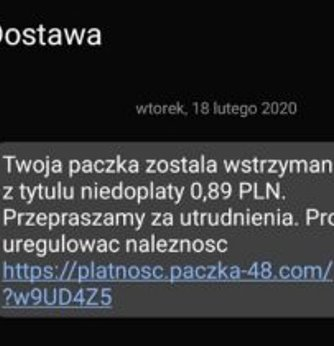 Dostawa
wtorek, 18 lutego 2020
Twoja paczka zostala wstrzyman
z tytulu niedoplaty 0,89 PLN.
Przepraszamy za utrudnienia. Pro
uregulowac naleznosc
https://platnosc.paczka-48.com/
?w9UD4Z5